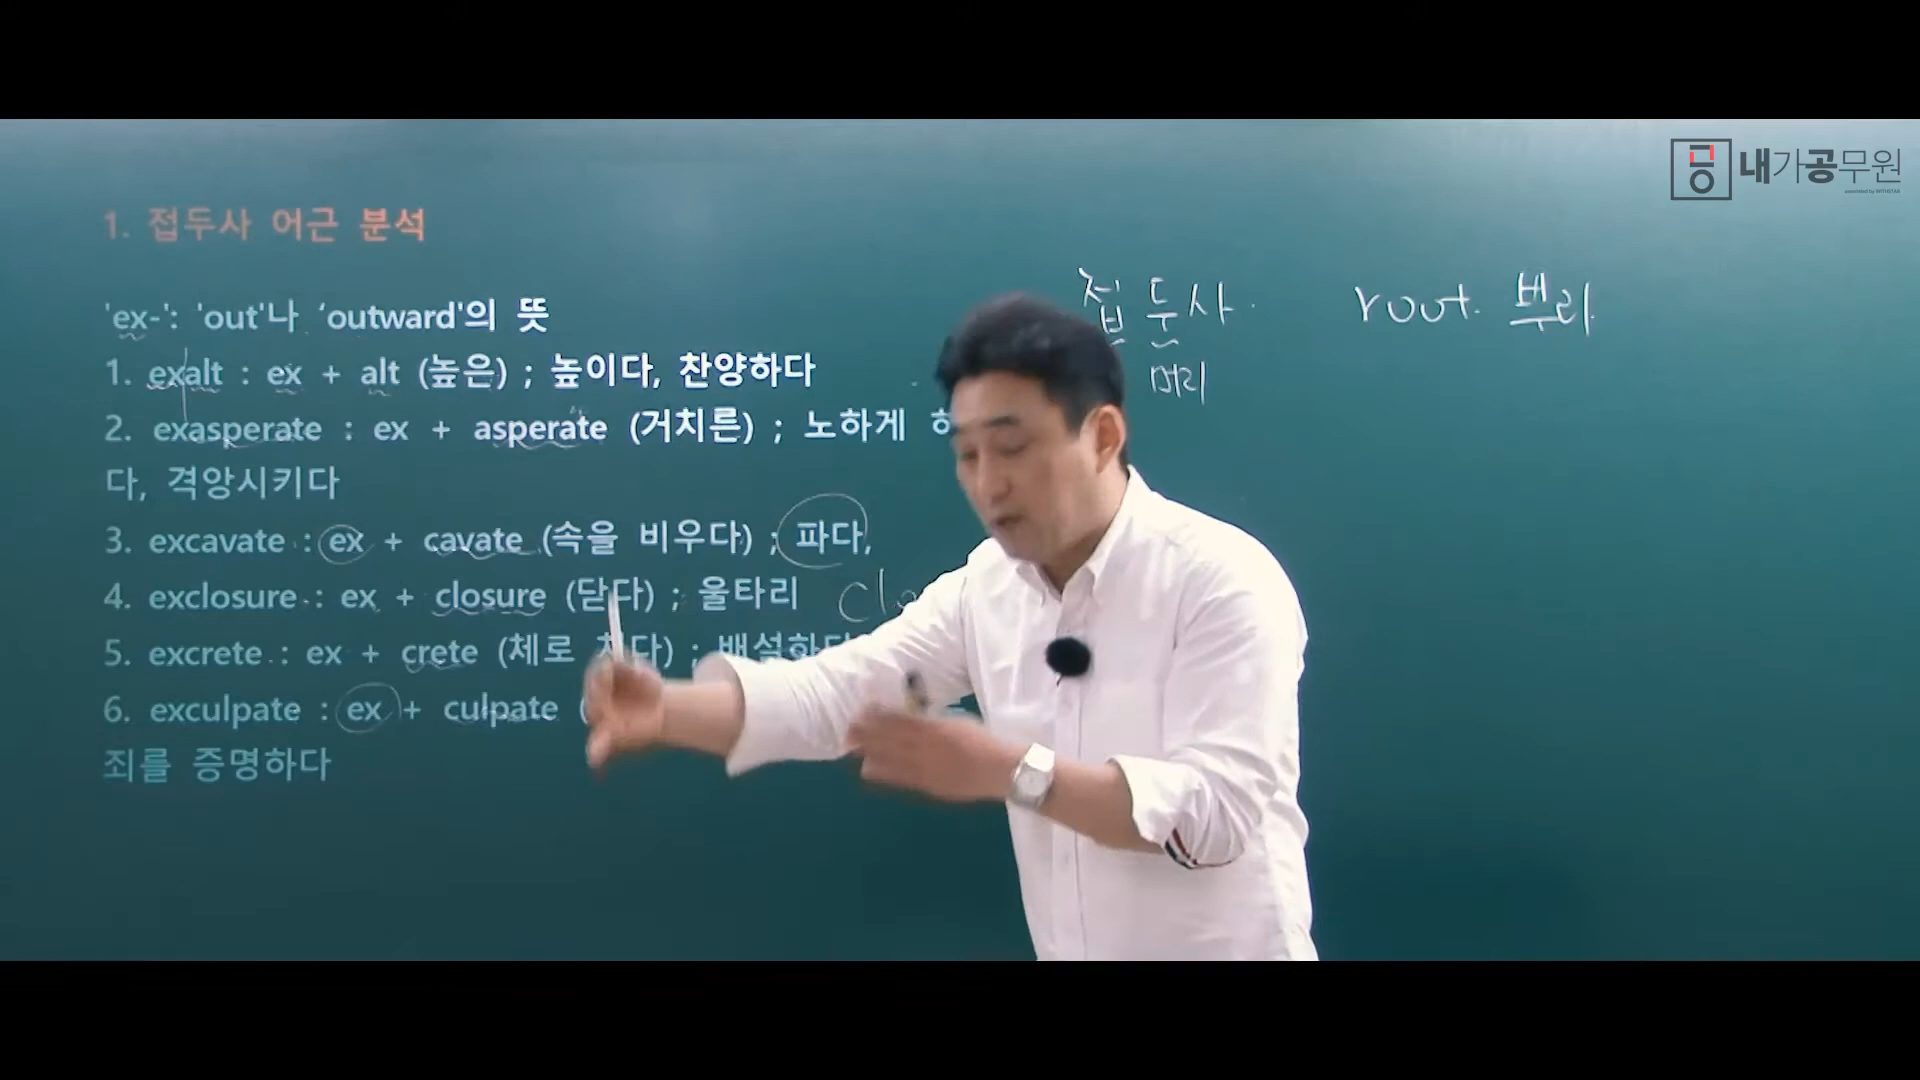 내가공무원
1. 접두사 어근 분석
'ex-': 'out'나 ‘outward'의 뜻
1. exalt : ex + alt (높은) ; 높이다, 찬양하다
2. exasperate : ex + asperate (거치른) ; 노하게
다, 격앙시키다
3. excavate : ex + cavate (속을 비우다) ; 파다,
4. exclosure : ex + closure (닫다) ; 울타리
5. excrete : ex + crete (체로 ; 배설하다
6. exculpate : ex + culpate (
죄를 증명하다
접두사. root. 뿌리
머리